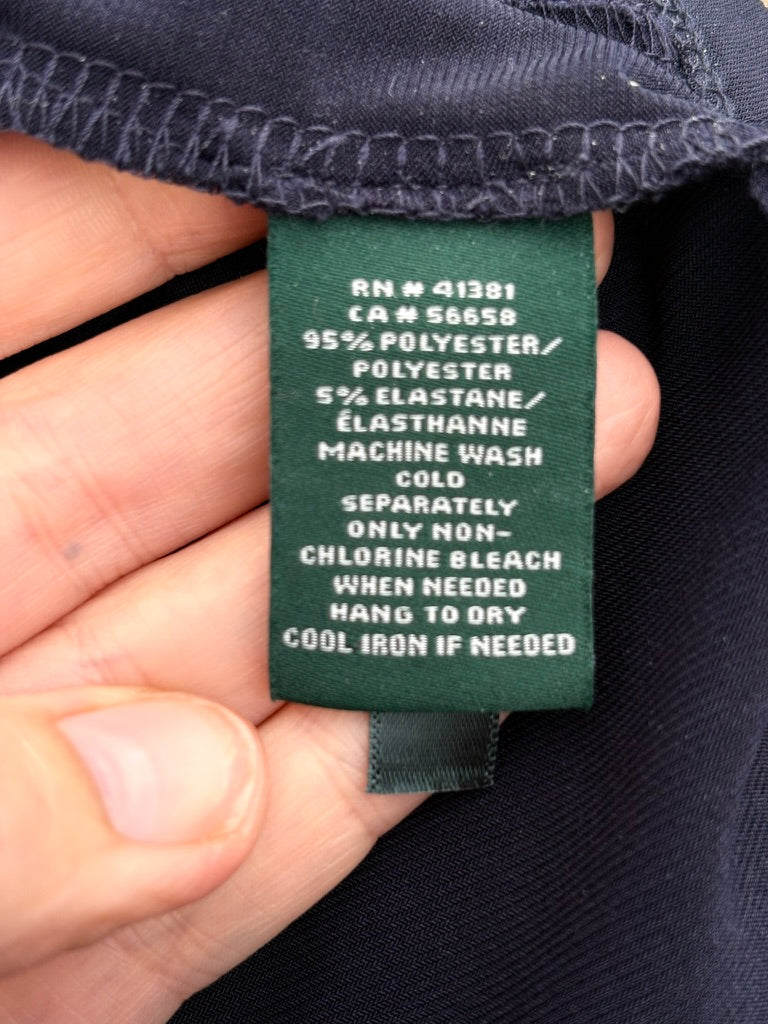 RN # 41381
CA # 56658
95% POLYESTER/
POLYESTER
5% ELASTANE/
ÉLASTHANNE
MACHINE WASH
COLD
SEPARATELY
ONLY NON-
CHLORINE BLEACH
WHEN NEEDED
HANG TO DRY
COOL IRON IF NEEDED